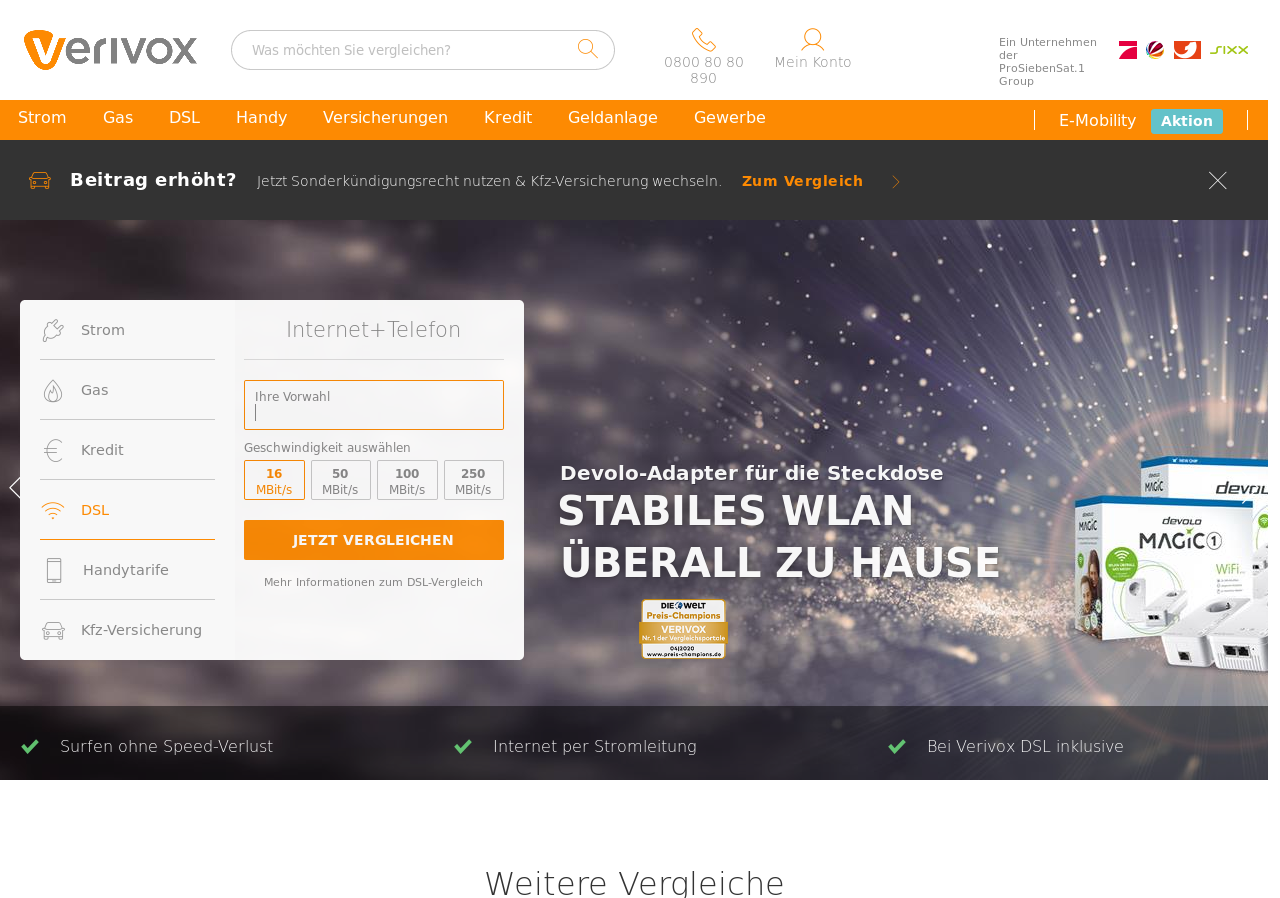 Verivox
Was möchten Sie vergleichen?
0800 80 80
890
Mein Konto
Ein Unternehmen
der
ProSiebenSat.1
Group
sixx
Strom
Gas
DSL
Handy
Versicherungen
Kredit
Geldanlage
Gewerbe
E-Mobility
Aktion
Beitrag erhöht?
Jetzt Sonderkündigungsrecht nutzen & Kfz-Versicherung wechseln.
Zum Vergleich
Strom
Gas
Kredit
DSL
Handytarife
Kfz-Versicherung
Internet+Telefon
Ihre Vorwahl
Geschwindigkeit auswählen
16
MBit/s
50
MBit/s
100
MBit/s
250
MBit/s
JETZT VERGLEICHEN
Mehr Informationen zum DSL-Vergleich
Devolo-Adapter für die Steckdose
STABILES WLAN
ÜBERALL ZU HAUSE
DIE WELT
Preis-Champions
VERIVOX
Nr. 1 der Vergleichsportale
04|2020
www.preis-champions.de
devolo
MAGIC
devolo
MAGIC 1
WiFi
Surfen ohne Speed-Verlust
Internet per Stromleitung
Bei Verivox DSL inklusive
Weitere Vergleiche